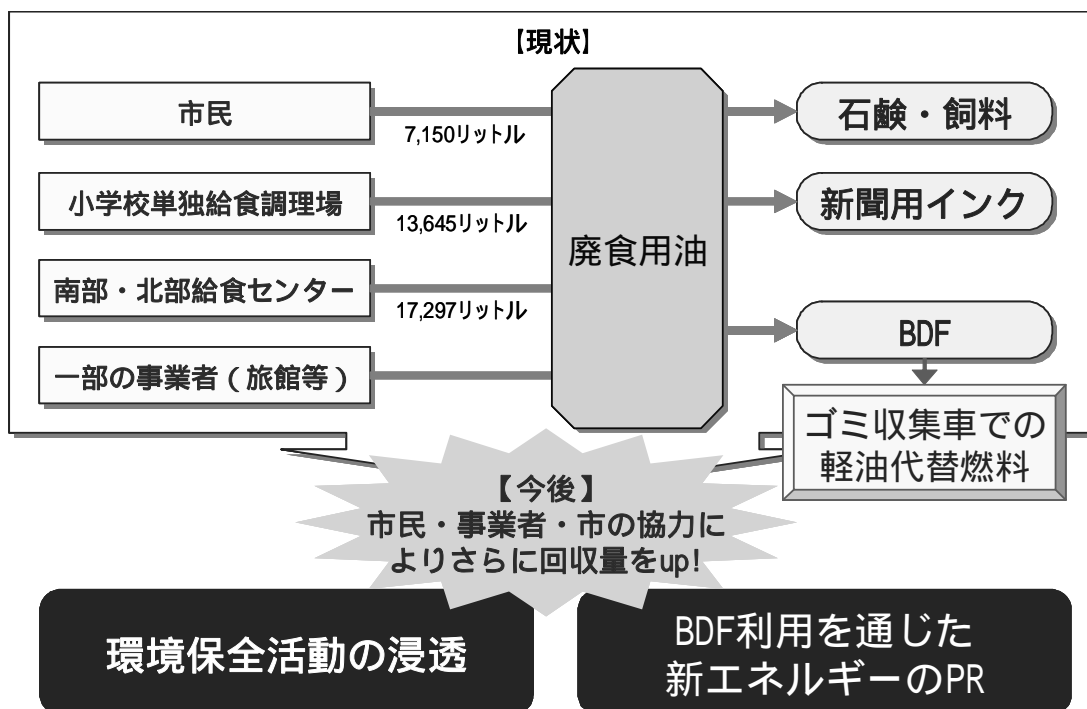 【現状】
市民
7,150リットル
小学校単独給食調理場
13,645リットル
南部・北部給食センター
17,297リットル
一部の事業者（旅館等）
廃食用油
石鹸・飼料
新聞用インク
BDF
ゴミ収集車での
軽油代替燃料
【今後】
市民・事業者・市の協力に
よりさらに回収量をup!
環境保全活動の浸透
BDF利用を通じた
新エネルギーのPR